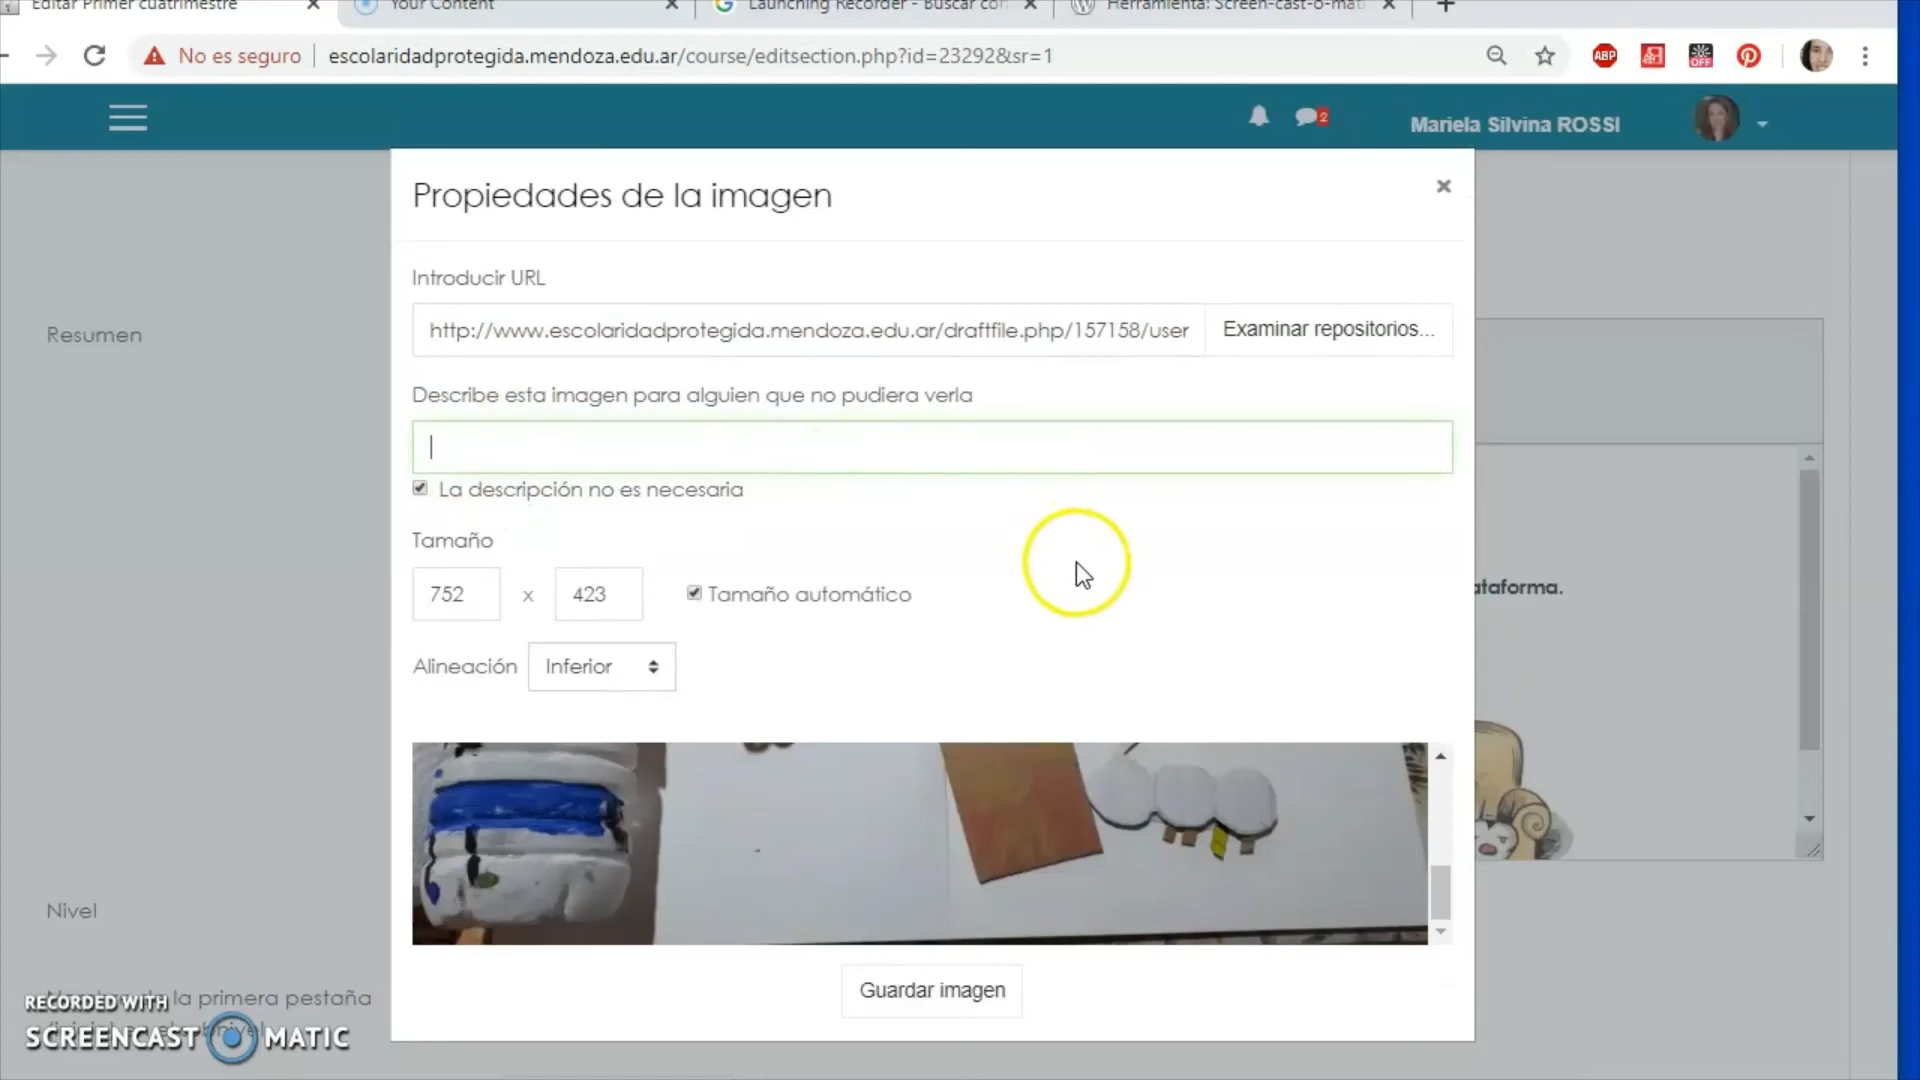 Editar Primer cuatrimestre
Your Content
Launching Recorder - Buscar con
Herramienta: Screen-cast-o-mati
No es seguro
escolaridadprotegida.mendoza.edu.ar/course/editsection.php?id=23292&sr=1
ABP
OFF
2
Mariela Silvina ROSSI
Propiedades de la imagen
Introducir URL
http://www.escolaridadprotegida.mendoza.edu.ar/draftfile.php/157158/user
Examinar repositorios...
Resumen
Describe esta imagen para alguien que no pudiera verla
La descripción no es necesaria
Tamaño
752 x 423
Tamaño automático
ataforma.
Alineación
Inferior
Nivel
Guardar imagen
la primera pestaña
RECORDED WITH
SCREENCAST MATIC